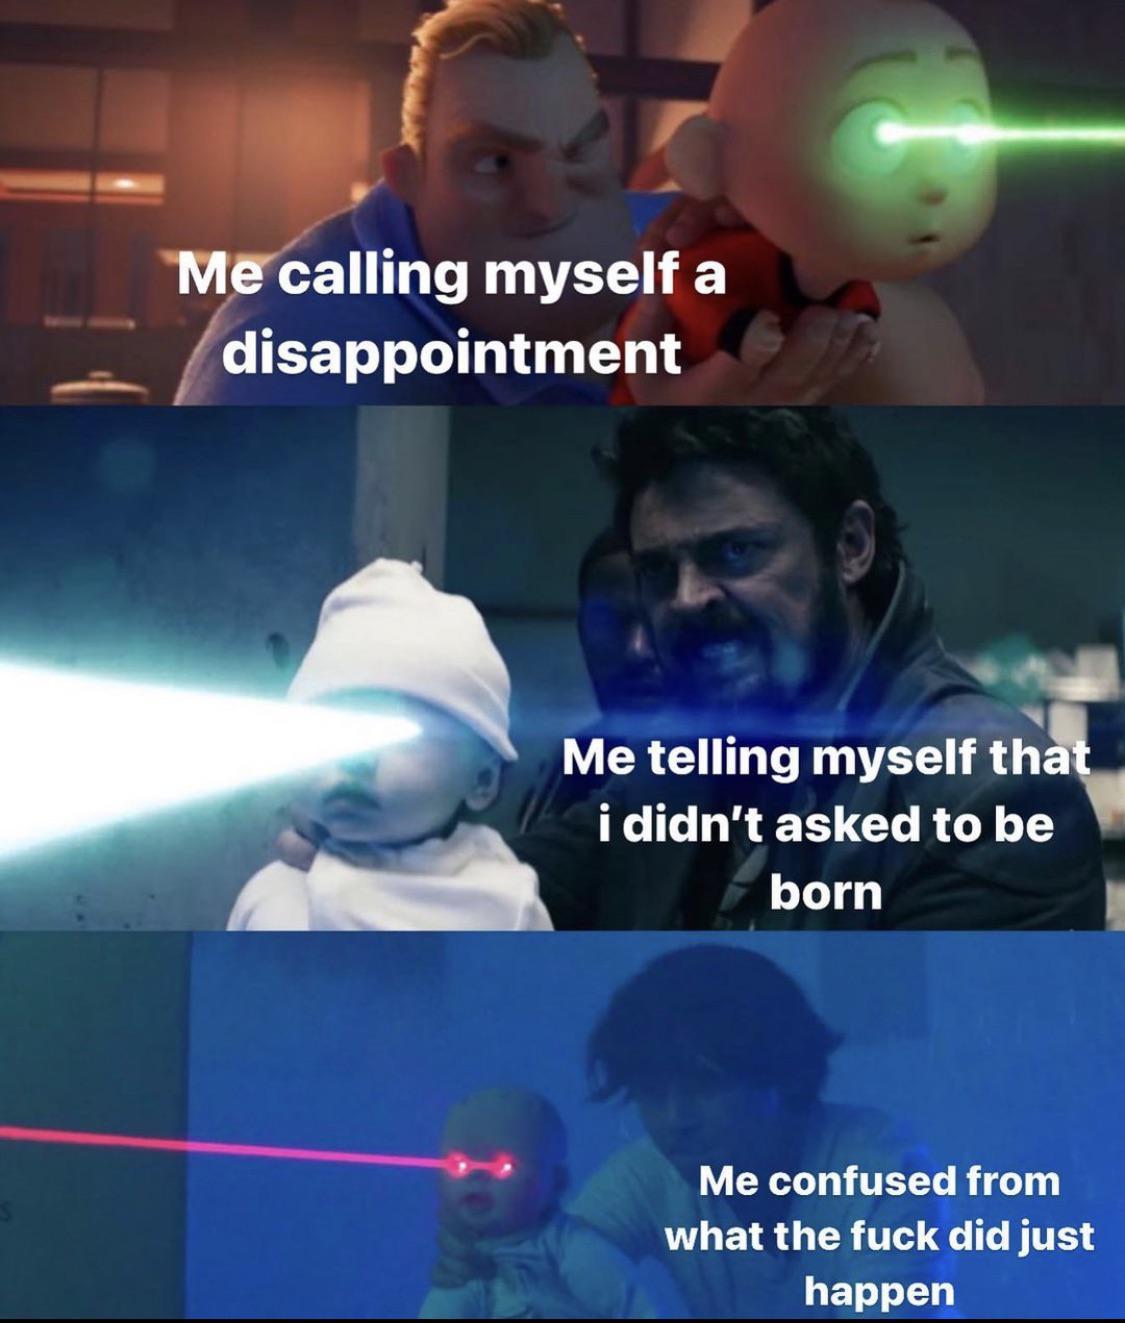 Me calling myself a
disappointment
Me telling myself that
i didn't asked to be
born
Me confused from
what the fuck did just
happen